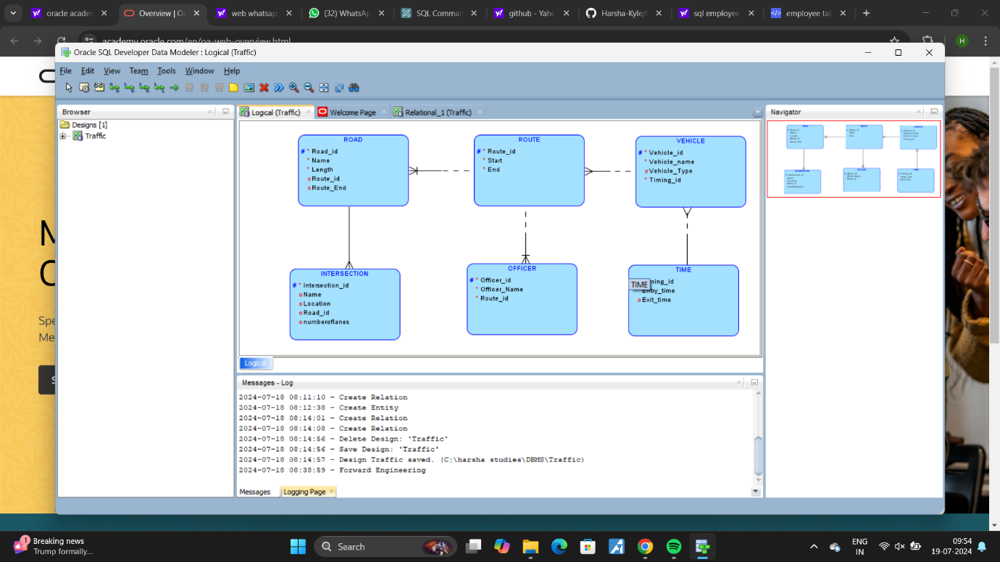 oracle acader
Overview | O
web whatsap
(32) WhatsAp
SQL Comman
github - Yaho
Harsha-Kyle/
sql employee
employee tal
academy.oracle.com/en/oa-web-overview.html
H
Oracle SQL Developer Data Modeler : Logical (Traffic)
File Edit View Team Tools Window Help
Browser
Designs [1]
Traffic
Logical (Traffic)
Welcome Page
Relational_1 (Traffic)
Navigator
ROAD
# * Road_id
* Name
* Length
o Route_id
o Route_End
ROUTE
# * Route_id
* Start
* End
VEHICLE
# * Vehicle_id
* Vehicle_name
o Vehicle_Type
* Timing_id
INTERSECTION
# * Intersection_id
o Name
o Location
o Road_id
o numberoflanes
OFFICER
# * Officer_id
* Officer_Name
* Route_id
TIME
TIME
ming_id
Entry_time
o Exit_time
Logical
Messages - Log
2024-07-18 08:11:10 - Create Relation
2024-07-18 08:12:38 - Create Entity
2024-07-18 08:14:01 - Create Relation
2024-07-18 08:14:08 - Create Relation
2024-07-18 08:14:56 - Delete Design: 'Traffic'
2024-07-18 08:14:56 - Save Design: 'Traffic'
2024-07-18 08:14:57 - Design Traffic saved. (C:\harsha studies\DBMS\Traffic)
2024-07-18 08:38:59 - Forward Engineering
Messages
Logging Page
M
C
Spe
Me
S
1
Breaking news
Trump formally...
Search
ENG
IN
09:54
19-07-2024